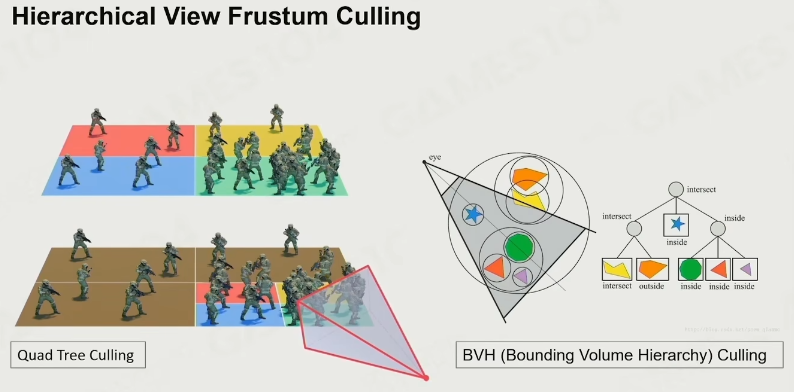 Hierarchical View Frustum Culling
eye
intersect
intersect
inside
inside
intersect
outside
inside
inside
inside
Quad Tree Culling
BVH (Bounding Volume Hierarchy) Culling